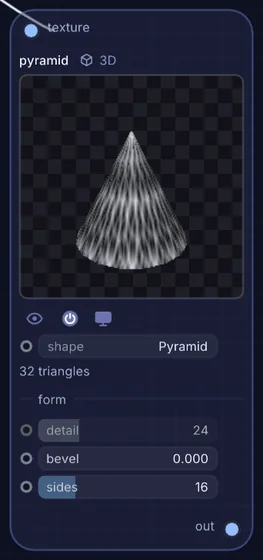 texture
pyramid 3D
shape Pyramid
32 triangles
form
detail 24
bevel 0.000
sides 16
out